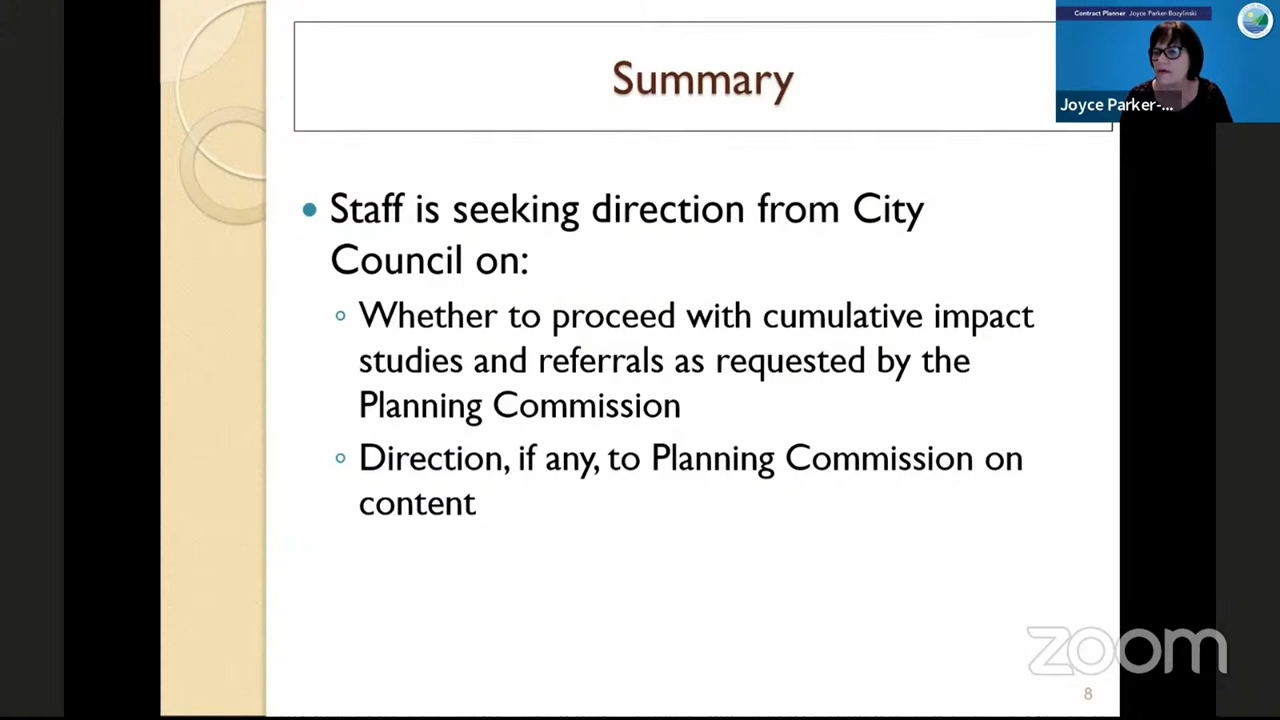 Contract Planner Joyce Parker-Bozylinski
Joyce Parker-...
Summary
• Staff is seeking direction from City
Council on:
◦ Whether to proceed with cumulative impact
studies and referrals as requested by the
Planning Commission
◦ Direction, if any, to Planning Commission on
content
zoom
8